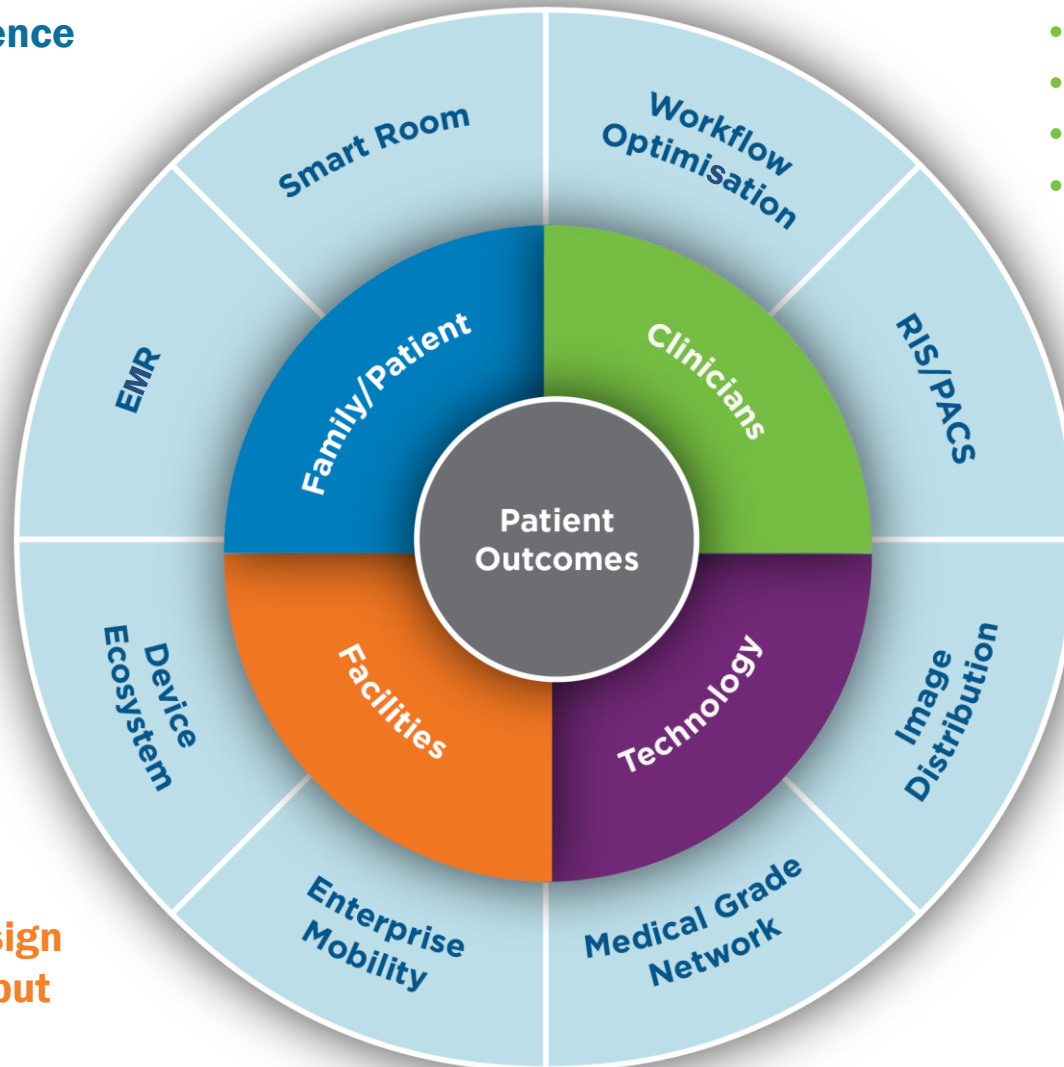 ence
Smart Room
Workflow
Optimisation
EMR
RIS/PACS
Family/Patient
Clinicians
Patient
Outcomes
Device
Ecosystem
Facilities
Technology
Image
Distribution
Enterprise
Mobility
Medical Grade
Network
sign
out